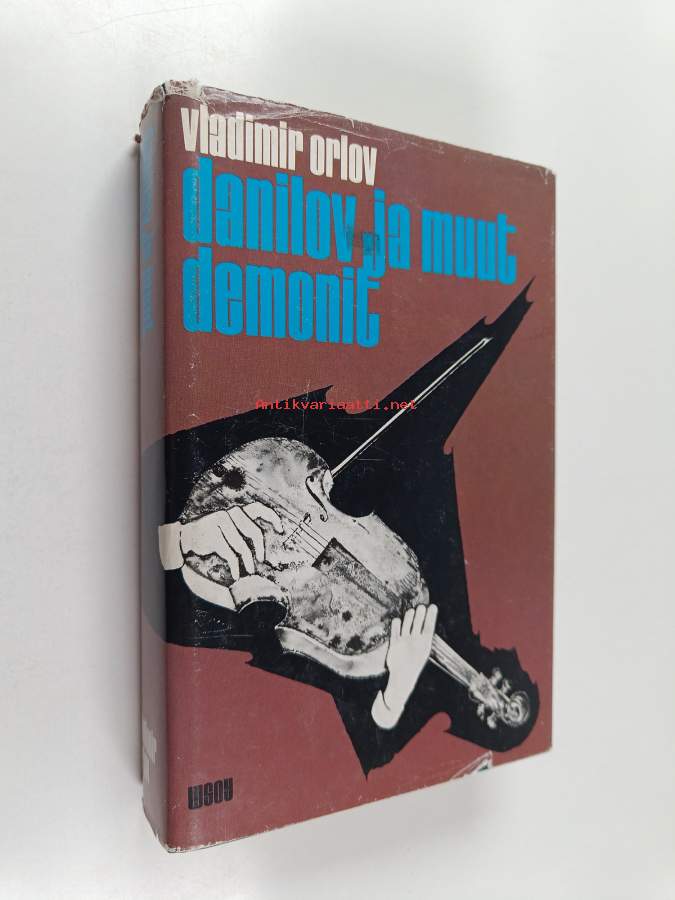 vladimir orlov
danilov ja muut
demonit
Antikvariaatti.net
wsoy